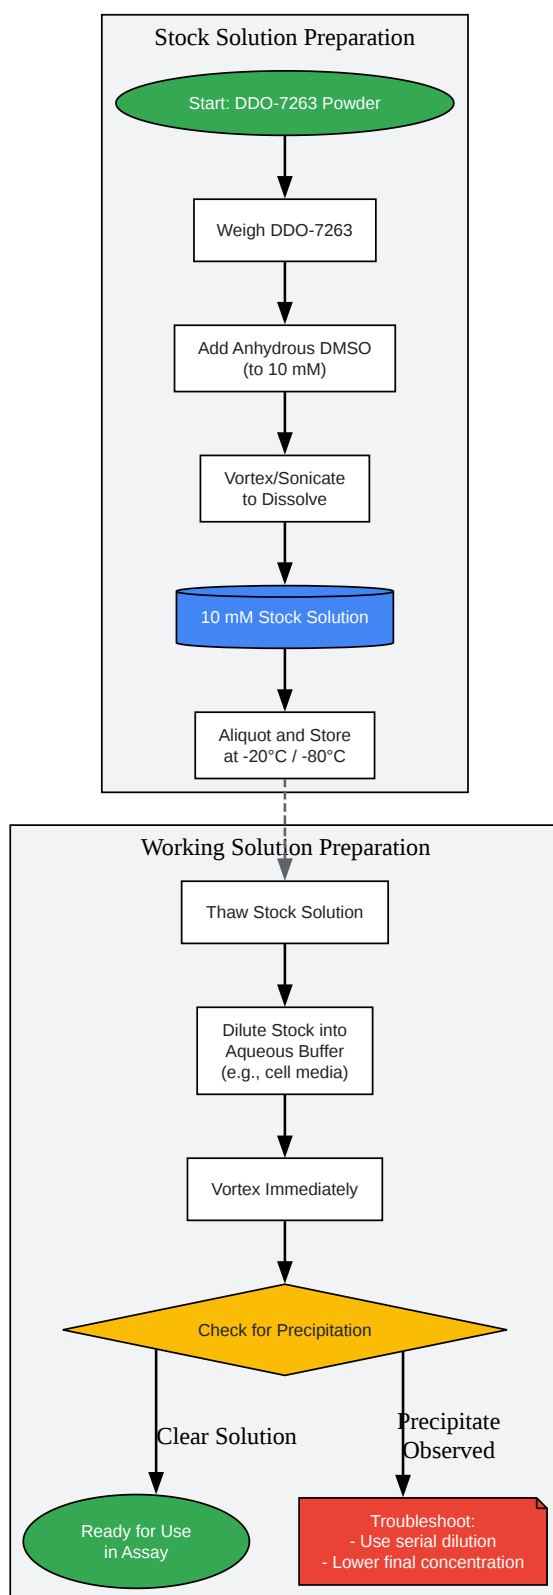 Stock Solution Preparation
Start: DDO-7263 Powder
Weigh DDO-7263
Add Anhydrous DMSO
(to 10 mM)
Vortex/Sonicate
to Dissolve
10 mM Stock Solution
Aliquot and Store
at -20°C / -80°C
Working Solution Preparation
Thaw Stock Solution
Dilute Stock into
Aqueous Buffer
(e.g., cell media)
Vortex Immediately
Check for Precipitation
Clear Solution
Precipitate
Observed
Ready for Use
in Assay
Troubleshoot:
- Use serial dilution
- Lower final concentration